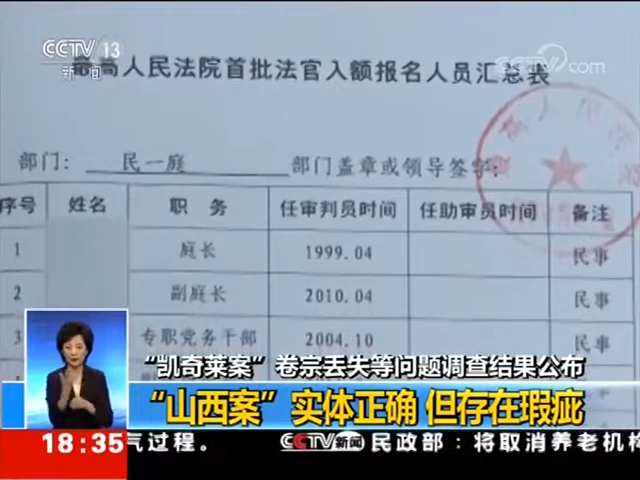 CCTV 13
新闻
CCTV.com
最高人民法院首批法官入额报名人员汇总表
部门: 民一庭 部门盖章或领导签字:
序号 姓名 职务 任审判员时间 任助审员时间 备注
1 庭长 1999.04 民事
2 副庭长 2010.04 民事
3 专职党务干部 2004.10 民事
“凯奇莱案”卷宗丢失等问题调查结果公布
“山西案”实体正确 但存在瑕疵
18:35 气过程。 CCTV新闻 民政部:将取消养老机构